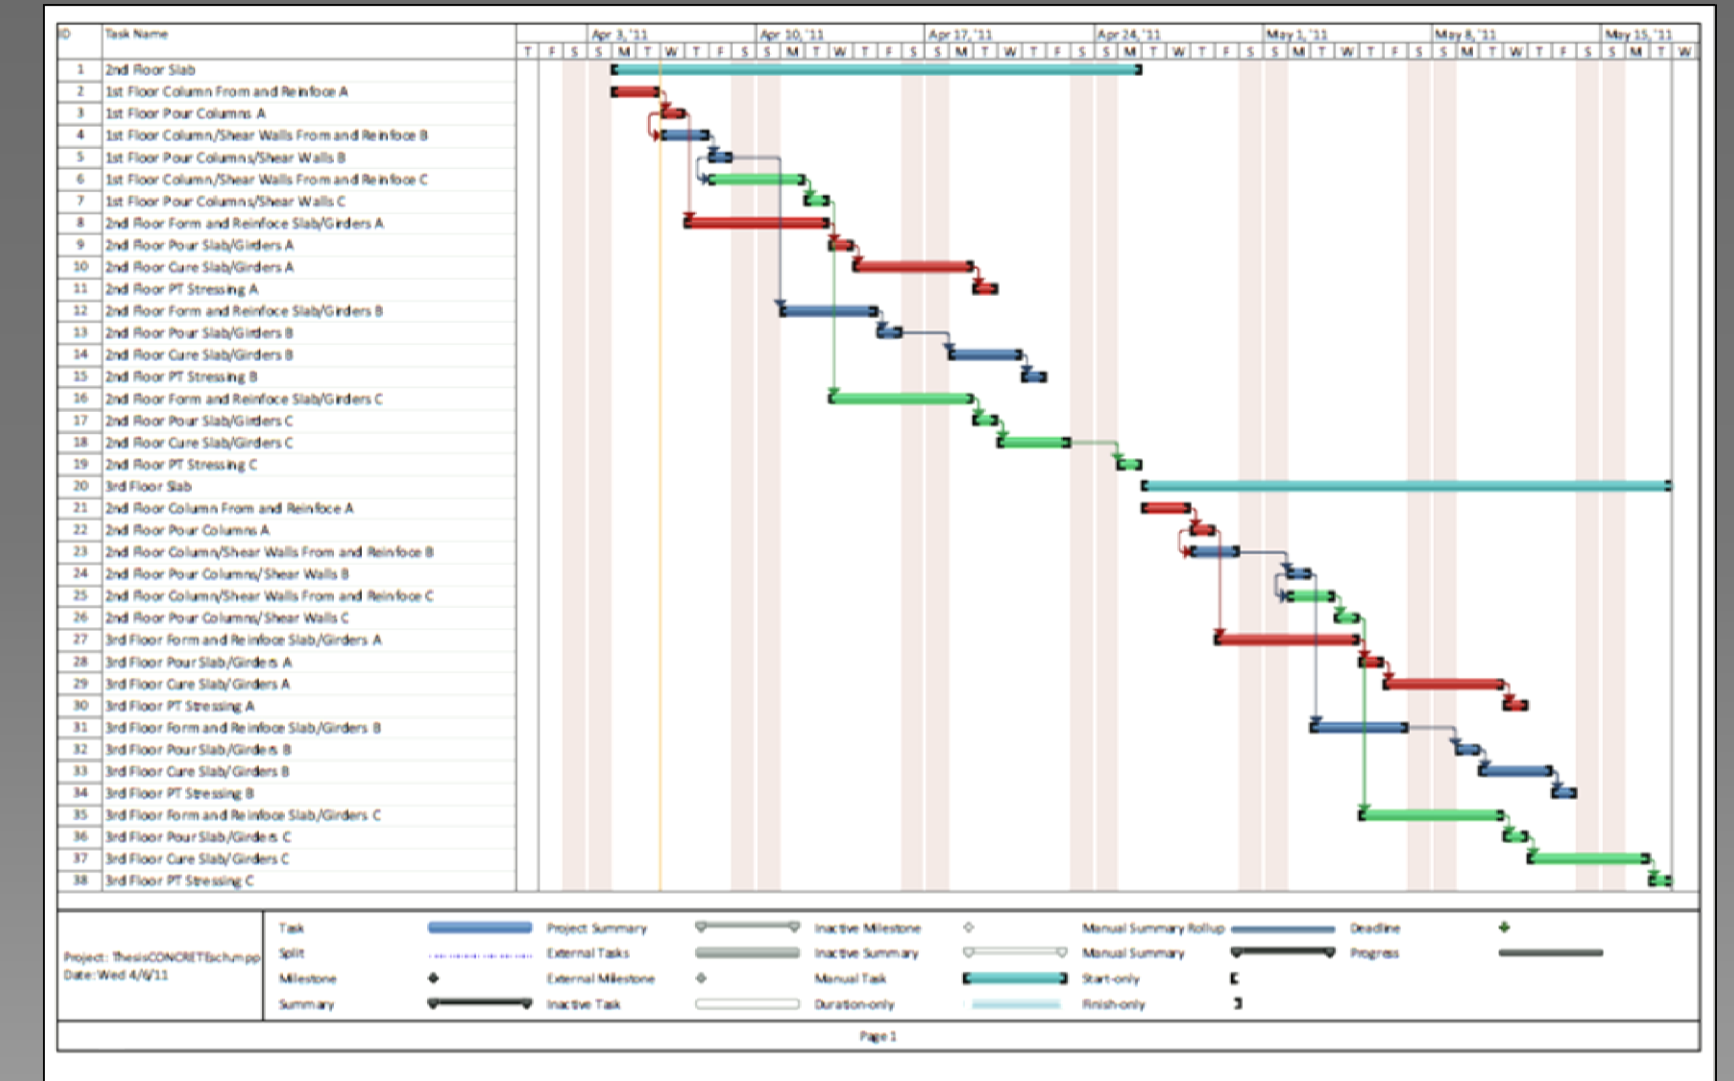 ID Task Name Apr 3, '11 Apr 10, '11 Apr 17, '11 Apr 24, '11 May 1, '11 May 8, '11 May 15, '11
T F S S M T W T F S S M T W T F S S M T W T F S S M T W T F S S M T W T F S S M T W T F S S M T W
1 2nd Floor Slab
2 1st Floor Column From and Reinfoce A
3 1st Floor Pour Columns A
4 1st Floor Column/Shear Walls From and Reinfoce B
5 1st Floor Pour Columns/Shear Walls B
6 1st Floor Column/Shear Walls From and Reinfoce C
7 1st Floor Pour Columns/Shear Walls C
8 2nd Floor Form and Reinfoce Slab/Girders A
9 2nd Floor Pour Slab/Girders A
10 2nd Floor Cure Slab/Girders A
11 2nd Floor PT Stressing A
12 2nd Floor Form and Reinfoce Slab/Girders B
13 2nd Floor Pour Slab/Girders B
14 2nd Floor Cure Slab/Girders B
15 2nd Floor PT Stressing B
16 2nd Floor Form and Reinfoce Slab/Girders C
17 2nd Floor Pour Slab/Girders C
18 2nd Floor Cure Slab/Girders C
19 2nd Floor PT Stressing C
20 3rd Floor Slab
21 2nd Floor Column From and Reinfoce A
22 2nd Floor Pour Columns A
23 2nd Floor Column/Shear Walls From and Reinfoce B
24 2nd Floor Pour Columns/Shear Walls B
25 2nd Floor Column/Shear Walls From and Reinfoce C
26 2nd Floor Pour Columns/Shear Walls C
27 3rd Floor Form and Reinfoce Slab/Girders A
28 3rd Floor Pour Slab/Girders A
29 3rd Floor Cure Slab/Girders A
30 3rd Floor PT Stressing A
31 3rd Floor Form and Reinfoce Slab/Girders B
32 3rd Floor Pour Slab/Girders B
33 3rd Floor Cure Slab/Girders B
34 3rd Floor PT Stressing B
35 3rd Floor Form and Reinfoce Slab/Girders C
36 3rd Floor Pour Slab/Girders C
37 3rd Floor Cure Slab/Girders C
38 3rd Floor PT Stressing C
Project: ThesisCONCRETEsch.mpp
Date: Wed 4/6/11
Task Project Summary Inactive Milestone Manual Summary Rollup Deadline
Split External Tasks Inactive Summary Manual Summary Progress
Milestone External Milestone Manual Task Start-only
Summary Inactive Task Duration-only Finish-only
Page 1